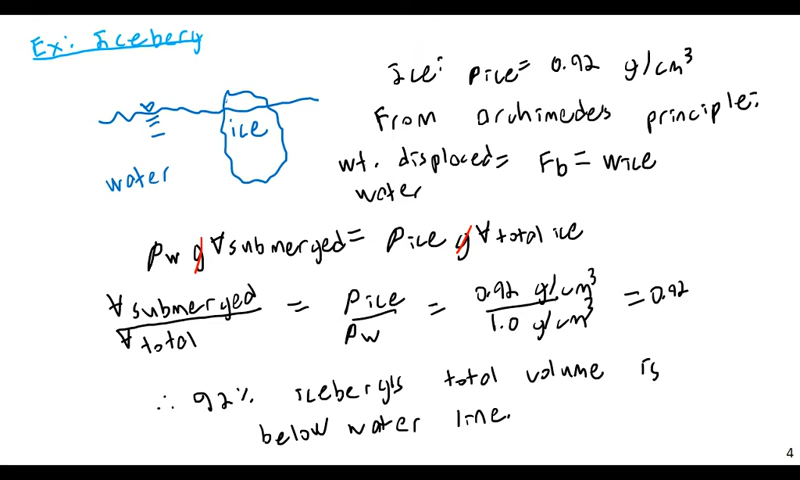 Ex: Iceberg
Ice: ρice = 0.92 g/cm³
From archimedes principle:
wt. displaced = Fb = wice
water
ice
water
ρw g ∀submerged = ρice g ∀total ice
∀submerged / ∀total = ρice / ρw = 0.92 g/cm³ / 1.0 g/cm³ = 0.92
∴ 92% iceberg's total volume is
below water line.
4